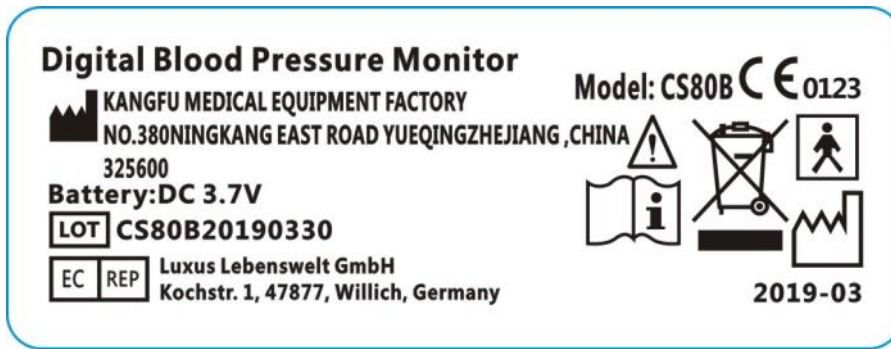 Digital Blood Pressure Monitor
Model: CS80B CE 0123
KANGFU MEDICAL EQUIPMENT FACTORY
NO.380NINGKANG EAST ROAD YUEQINGZHEJIANG ,CHINA
325600
Battery:DC 3.7V
LOT CS80B20190330
EC REP Luxus Lebenswelt GmbH
Kochstr. 1, 47877, Willich, Germany
2019-03